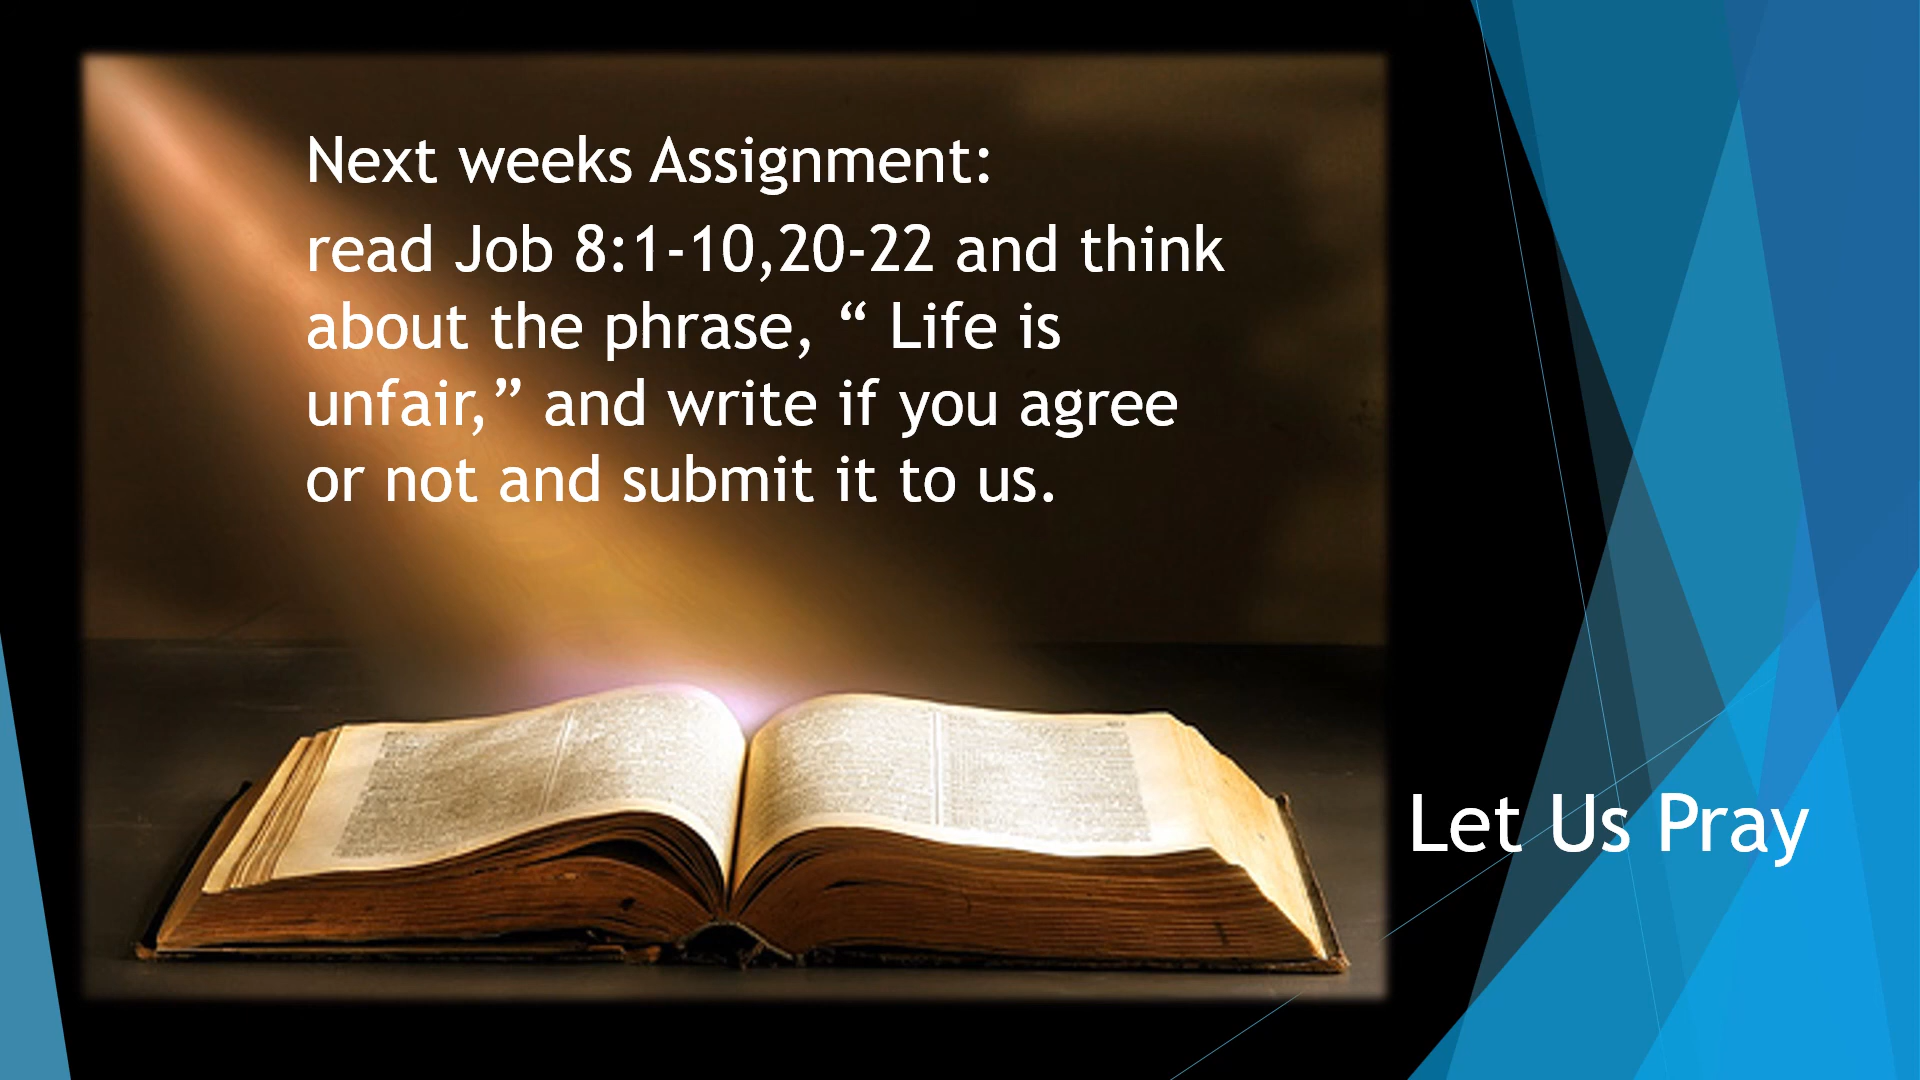 Next weeks Assignment:
read Job 8:1-10,20-22 and think
about the phrase, “ Life is
unfair,” and write if you agree
or not and submit it to us.
Let Us Pray